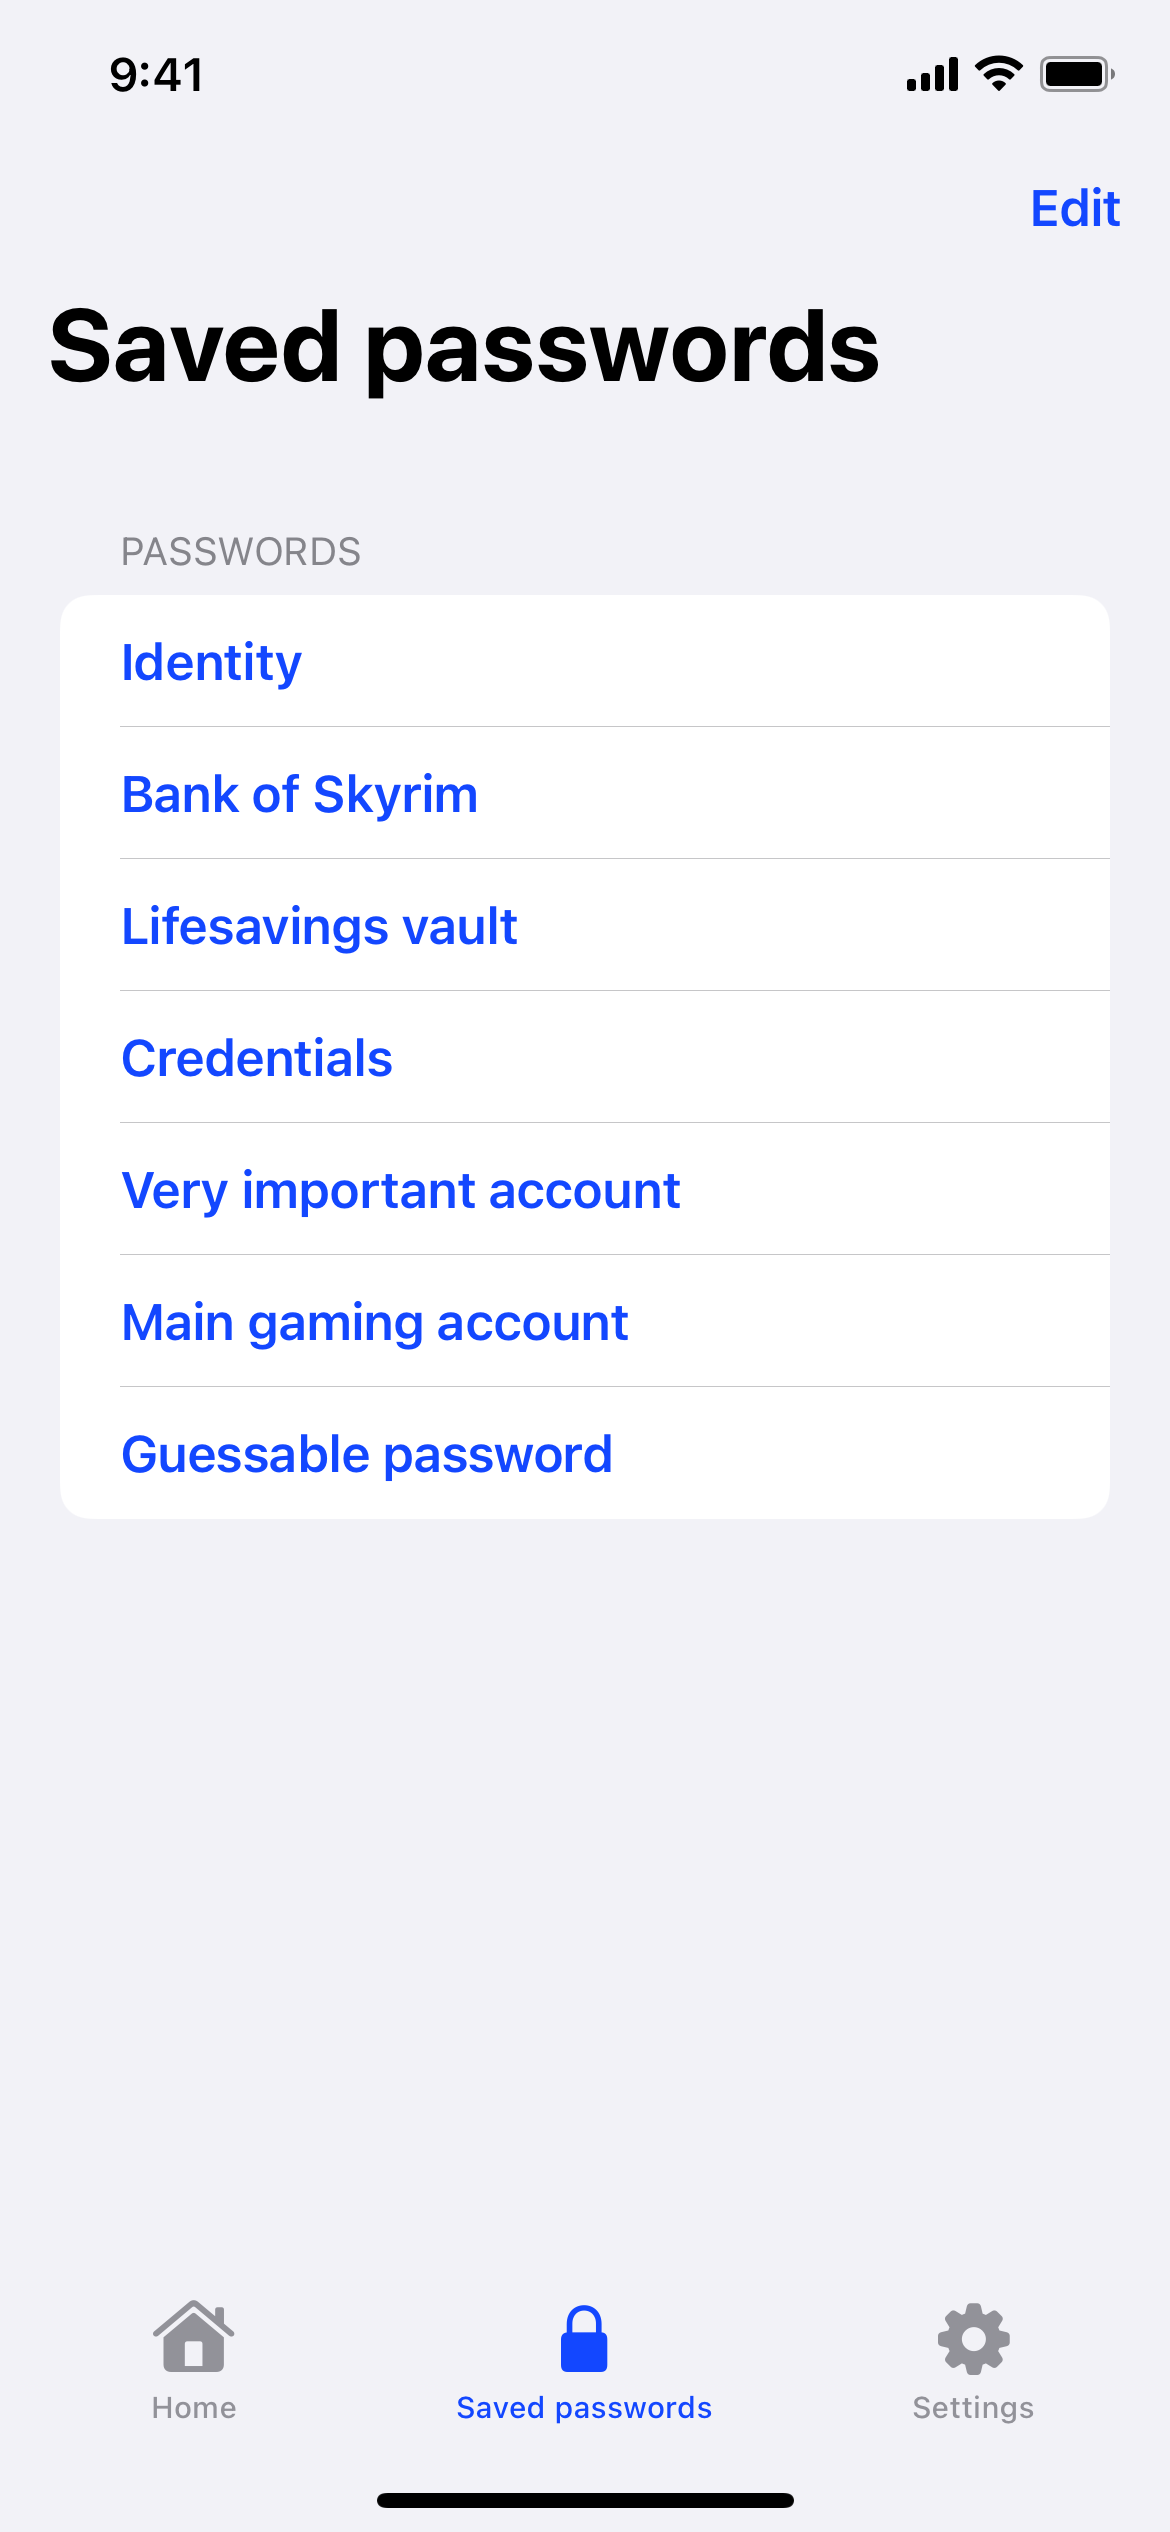 9:41
Edit
Saved passwords
PASSWORDS
Identity
Bank of Skyrim
Lifesavings vault
Credentials
Very important account
Main gaming account
Guessable password
Home
Saved passwords
Settings